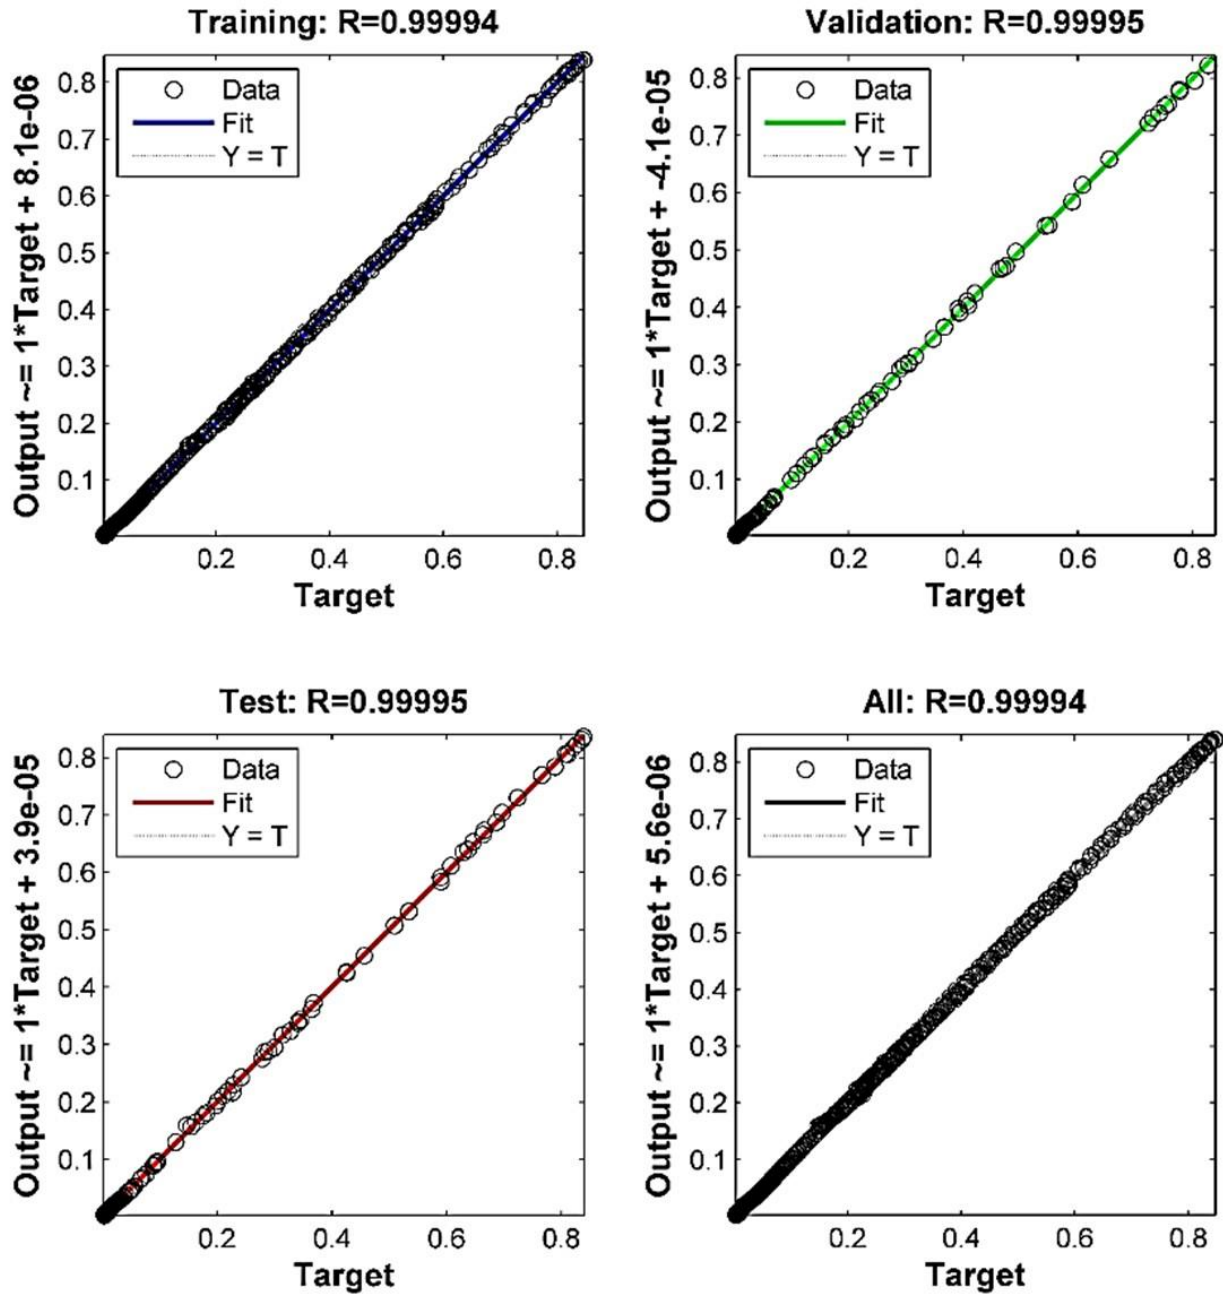 Training: R=0.99994
Output ~= 1*Target + 8.1e-06
0.8
0.7
0.6
0.5
0.4
0.3
0.2
0.1
Data
Fit
Y = T
0.2 0.4 0.6 0.8
Target
Validation: R=0.99995
Output ~= 1*Target + -4.1e-05
0.8
0.7
0.6
0.5
0.4
0.3
0.2
0.1
Data
Fit
Y = T
0.2 0.4 0.6 0.8
Target
Test: R=0.99995
Output ~= 1*Target + 3.9e-05
0.8
0.7
0.6
0.5
0.4
0.3
0.2
0.1
Data
Fit
Y = T
0.2 0.4 0.6 0.8
Target
All: R=0.99994
Output ~= 1*Target + 5.6e-06
0.8
0.7
0.6
0.5
0.4
0.3
0.2
0.1
Data
Fit
Y = T
0.2 0.4 0.6 0.8
Target